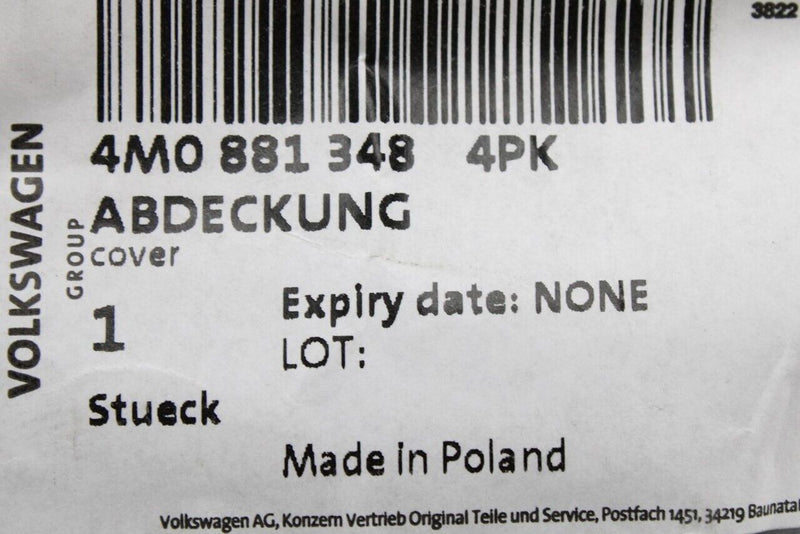 3822
4M0 881 348 4PK
ABDECKUNG
cover
VOLKSWAGEN
GROUP
1
Expiry date: NONE
LOT:
Stueck
Made in Poland
Volkswagen AG, Konzern Vertrieb Original Teile und Service, Postfach 1451, 34219 Baunatal